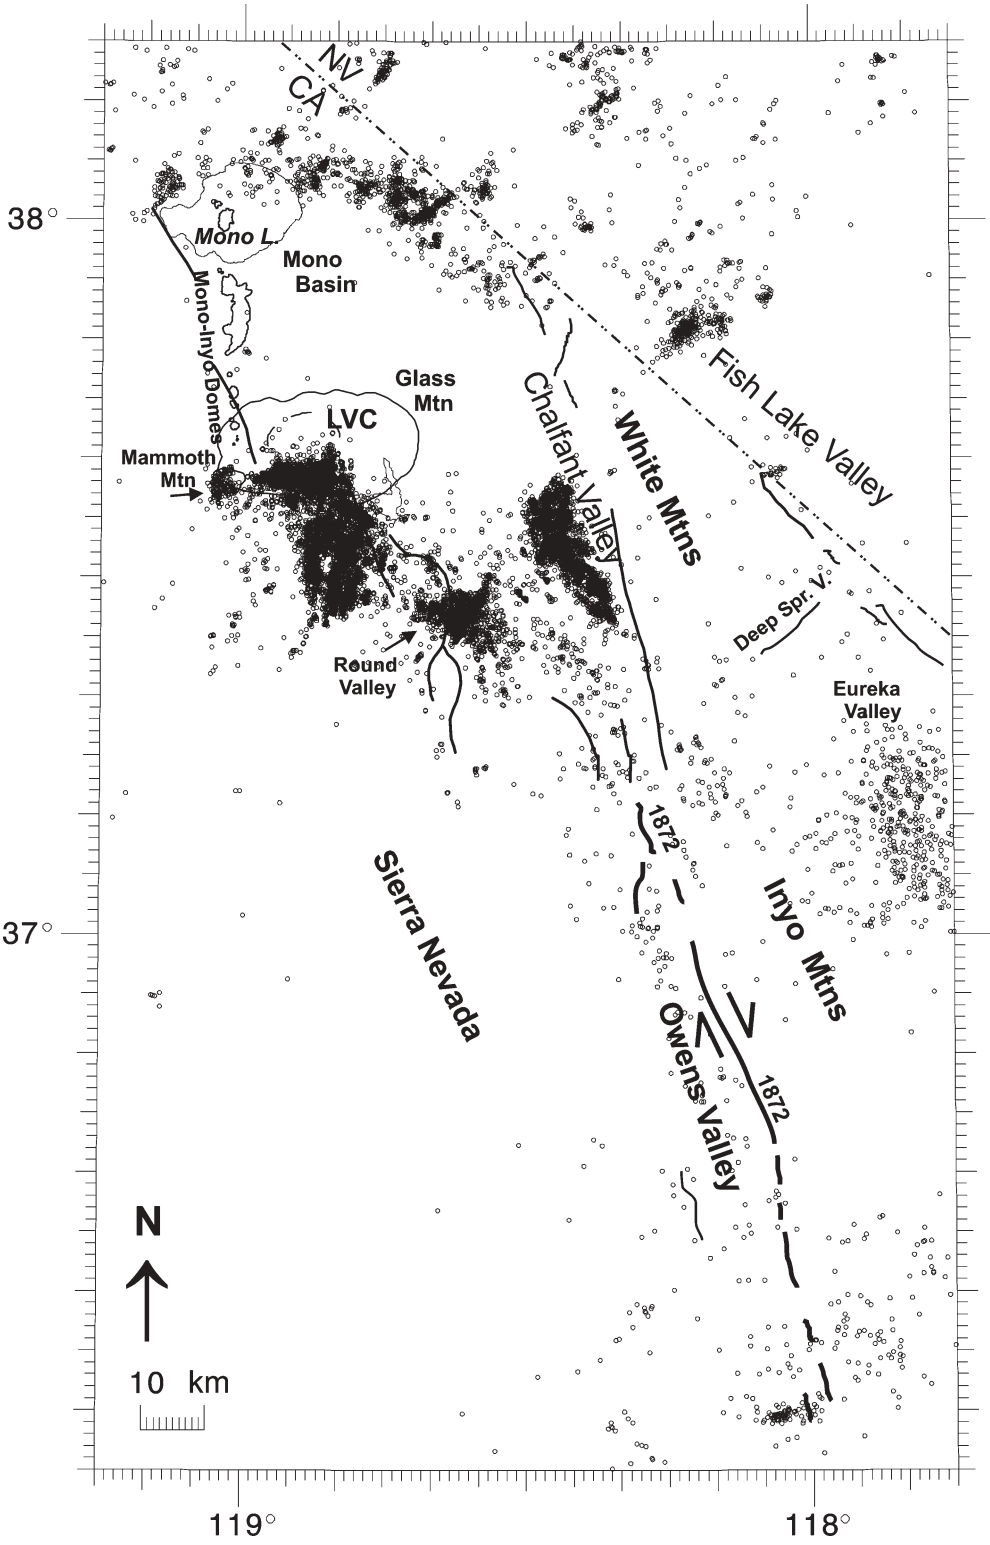 NV
CA
38°
Mono L.
Mono
Basin
Mono-Inyo Domes
Glass
Mtn
LVC
Mammoth
Mtn
Chalfant Valley
White Mtns
Fish Lake Valley
Deep Spr. V.
Round
Valley
Eureka
Valley
1872
Sierra Nevada
Inyo Mtns
37°
Owens Valley
1872
N
10 km
119°
118°